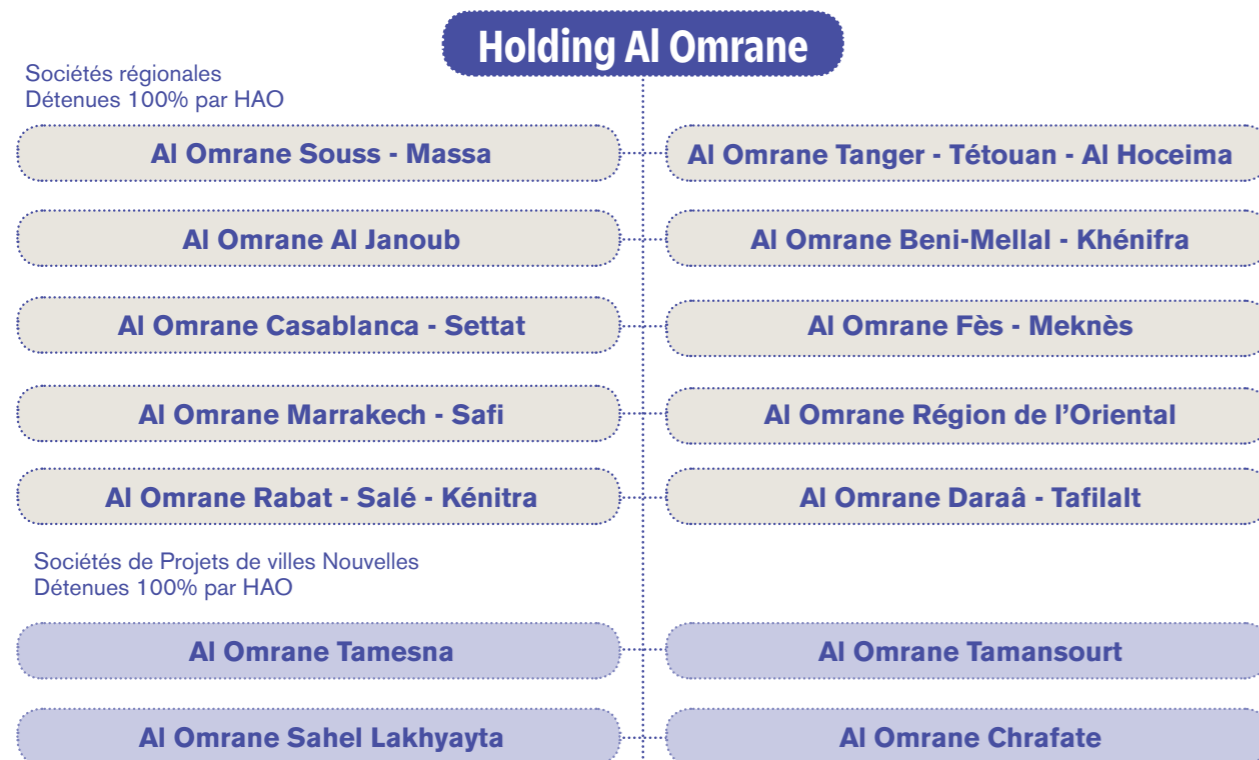 Holding Al Omrane
Sociétés régionales
Détenues 100% par HAO
Al Omrane Souss - Massa
Al Omrane Tanger - Tétouan - Al Hoceima
Al Omrane Al Janoub
Al Omrane Beni-Mellal - Khénifra
Al Omrane Casablanca - Settat
Al Omrane Fès - Meknès
Al Omrane Marrakech - Safi
Al Omrane Région de l’Oriental
Al Omrane Rabat - Salé - Kénitra
Al Omrane Daraâ - Tafilalt
Sociétés de Projets de villes Nouvelles
Détenues 100% par HAO
Al Omrane Tamesna
Al Omrane Tamansourt
Al Omrane Sahel Lakhyayta
Al Omrane Chrafate